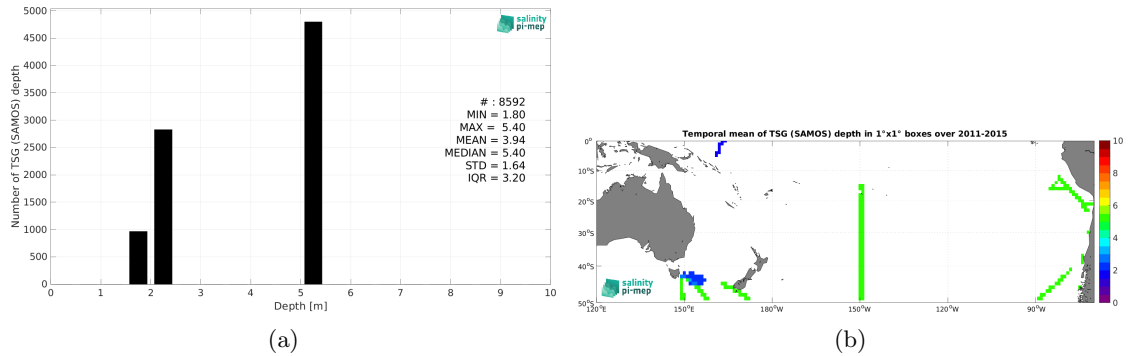 5000
4500
4000
3500
3000
2500
2000
1500
1000
500
0
Number of TSG (SAMOS) depth
0 1 2 3 4 5 6 7 8 9 10
Depth [m]
salinity
pi-mep
# : 8592
MIN = 1.80
MAX = 5.40
MEAN = 3.94
MEDIAN = 5.40
STD = 1.64
IQR = 3.20
(a)
Temporal mean of TSG (SAMOS) depth in 1°x1° boxes over 2011-2015
0°
10°S
20°S
30°S
40°S
50°S
120°E 150°E 180°W 150°W 120°W 90°W
salinity
pi-mep
10
8
6
4
2
0
(b)